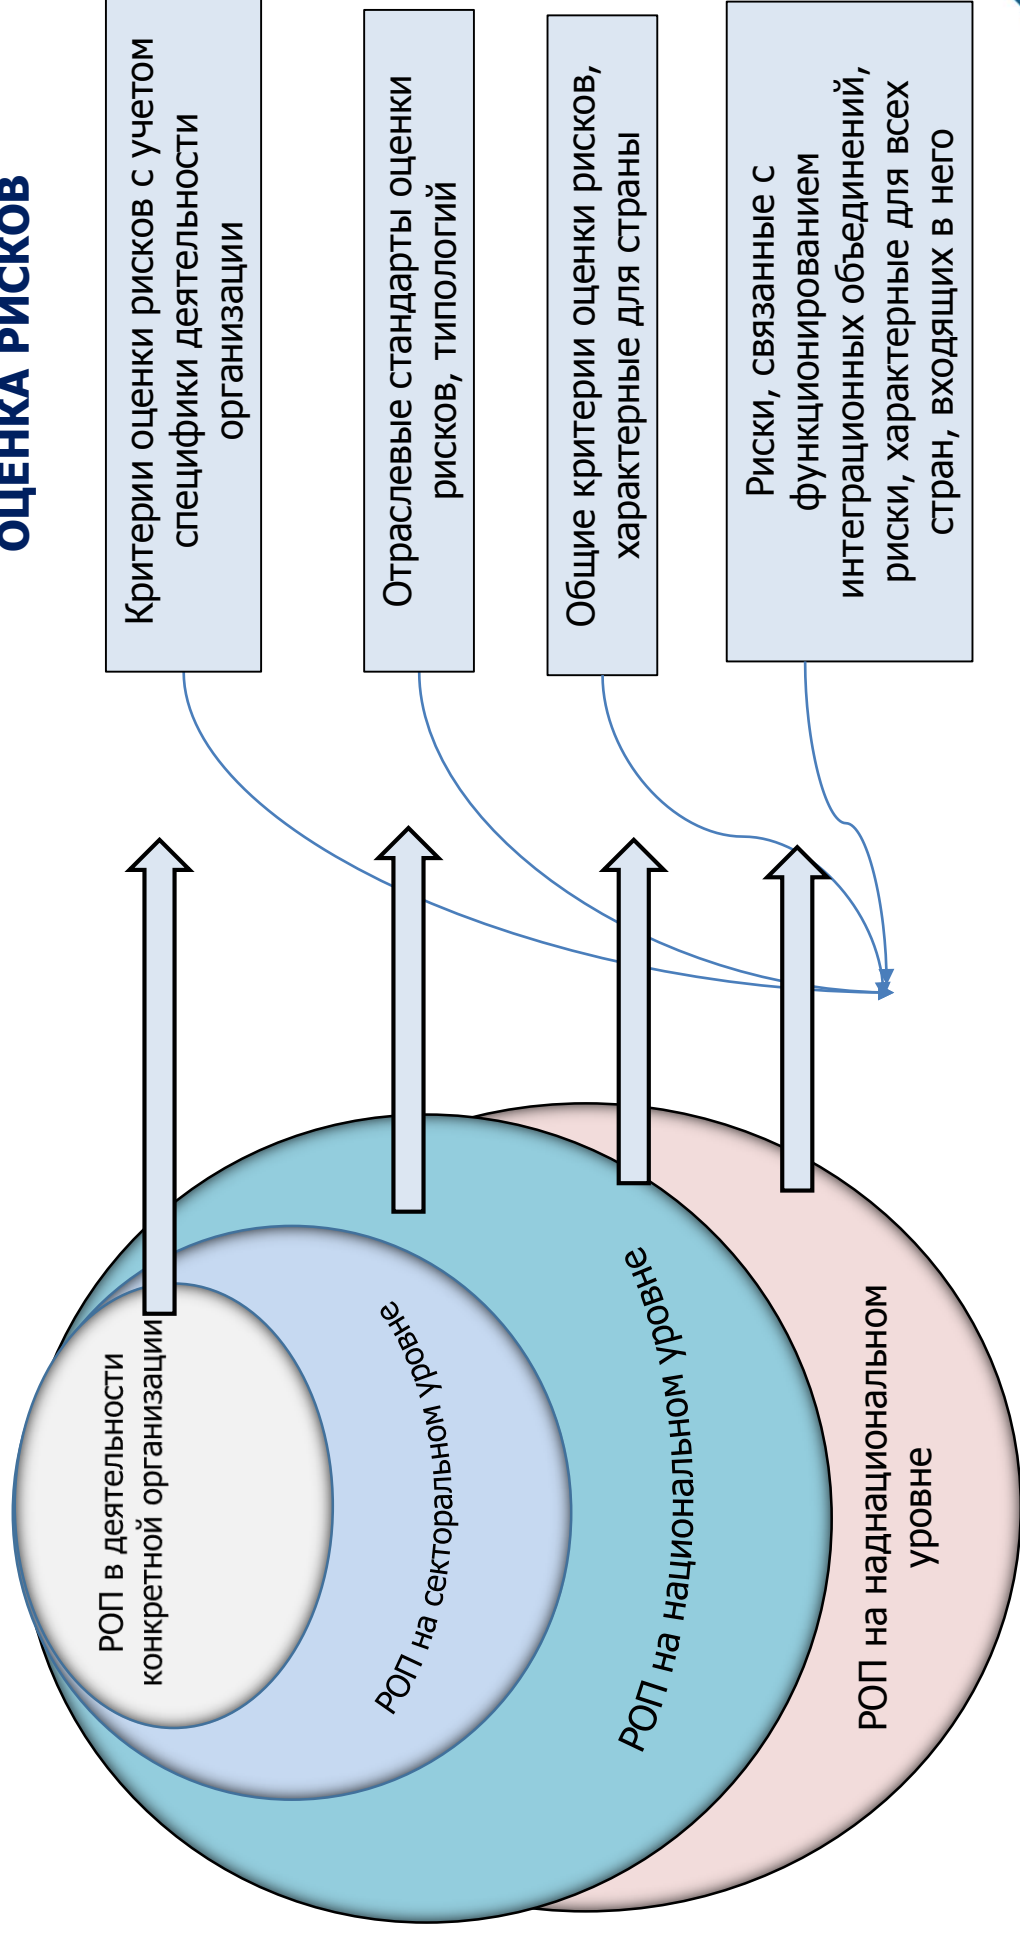 ОЦЕНКА РИСКОВ
РОП в деятельности
конкретной организации
РОП на секторальном уровне
РОП на национальном уровне
РОП на наднациональном
уровне
Критерии оценки рисков с учетом
специфики деятельности
организации
Отраслевые стандарты оценки
рисков, типологий
Общие критерии оценки рисков,
характерные для страны
Риски, связанные с
функционированием
интеграционных объединений,
риски, характерные для всех
стран, входящих в него